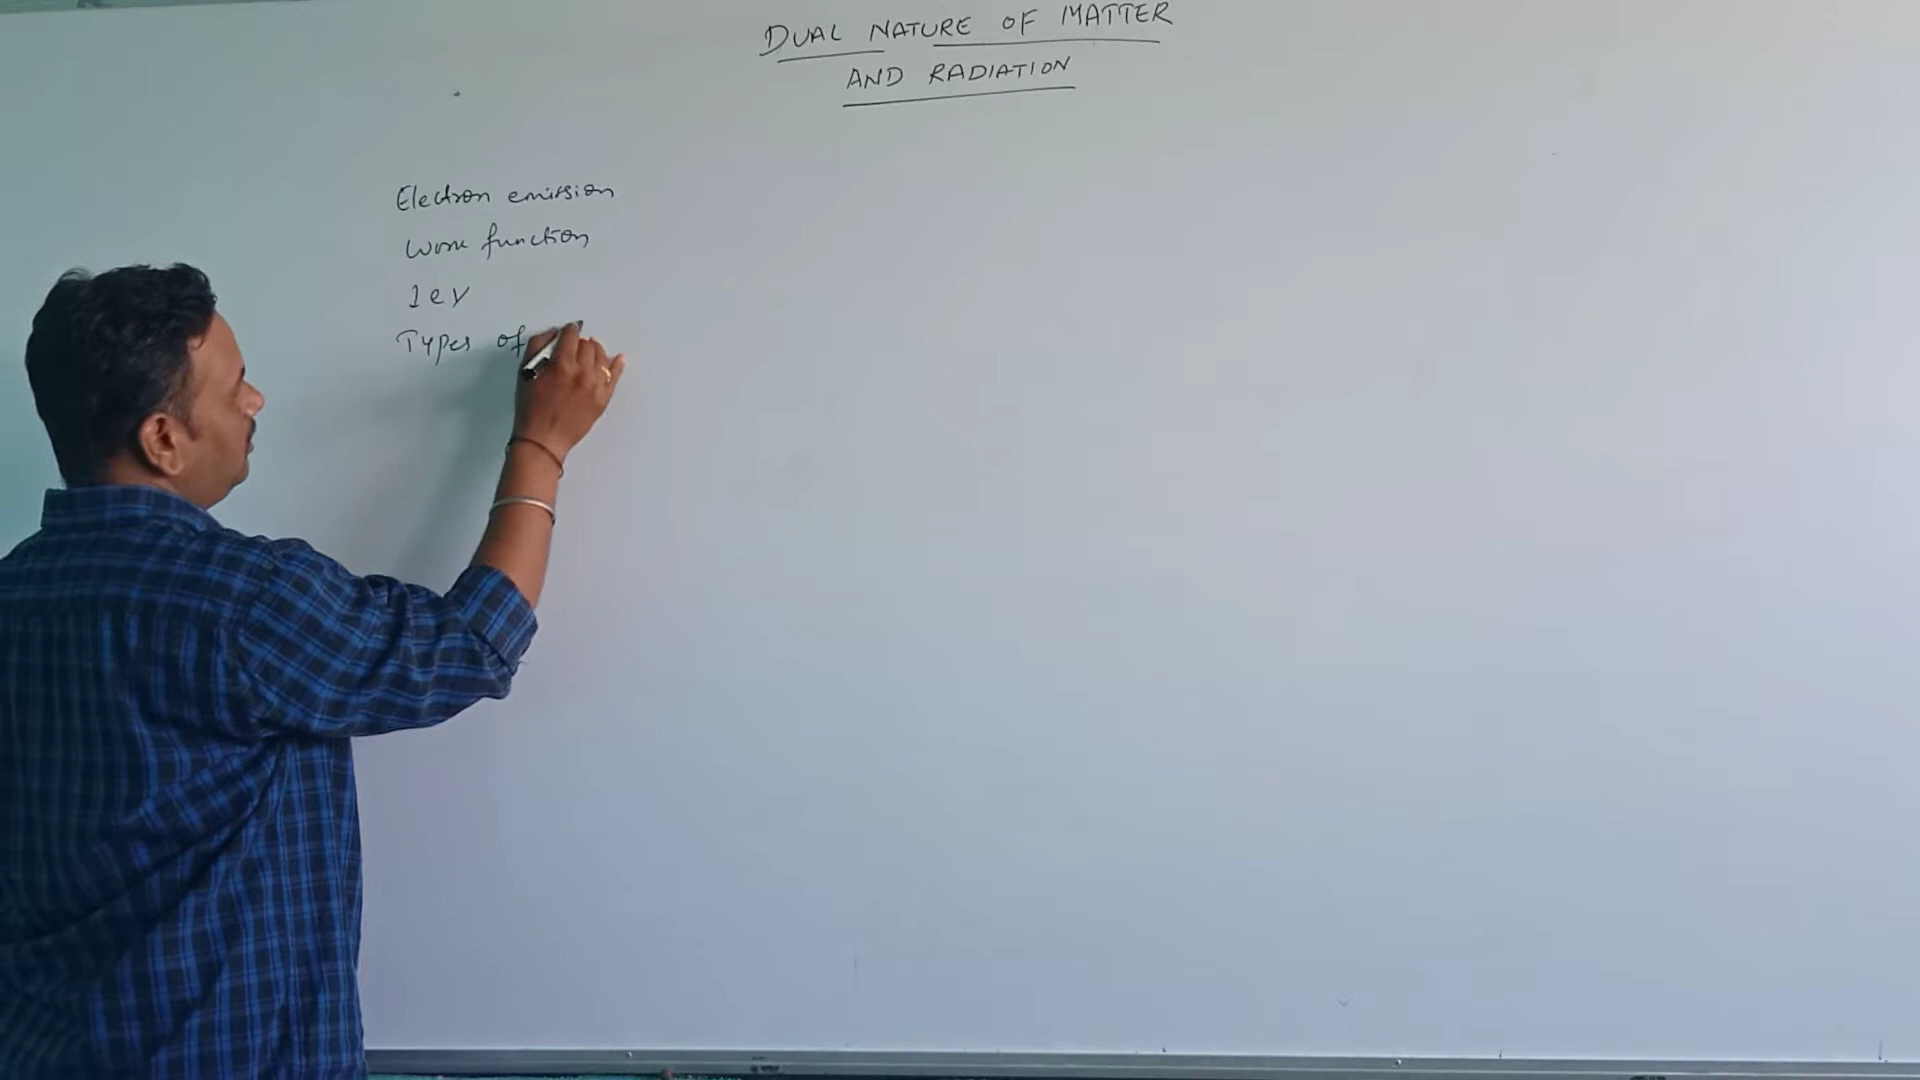 DUAL NATURE OF MATTER
AND RADIATION
Electron emission
Work function
1 eV
Types of